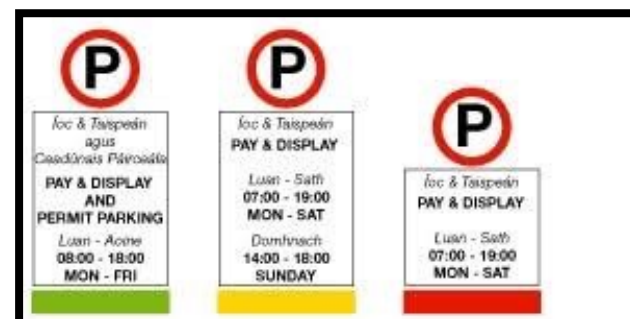 P
Íoc & Taispeán
agus
Ceadúnais Páirceála
PAY & DISPLAY
AND
PERMIT PARKING
Luan - Aoine
08:00 - 18:00
MON - FRI
P
Íoc & Taispeán
PAY & DISPLAY
Luan - Sath
07:00 - 19:00
MON - SAT
Domhnach
14:00 - 18:00
SUNDAY
P
Íoc & Taispeán
PAY & DISPLAY
Luan - Sath
07:00 - 19:00
MON - SAT